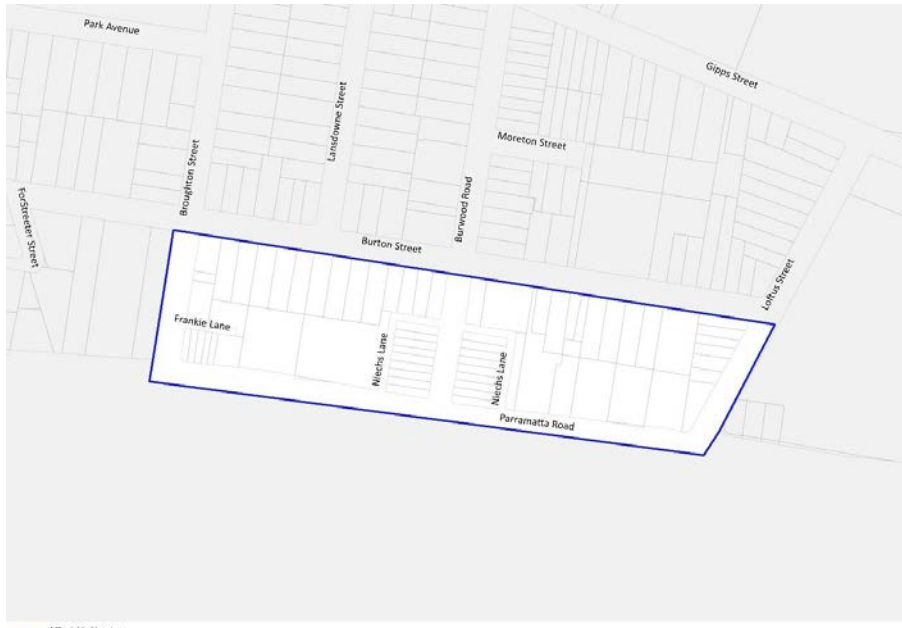 Park Avenue
Gipps Street
Lansdowne Street
Moreton Street
Broughton Street
Burwood Road
ForStreeter Street
Burton Street
Loftus Street
Frankie Lane
Niechs Lane
Niechs Lane
Parramatta Road